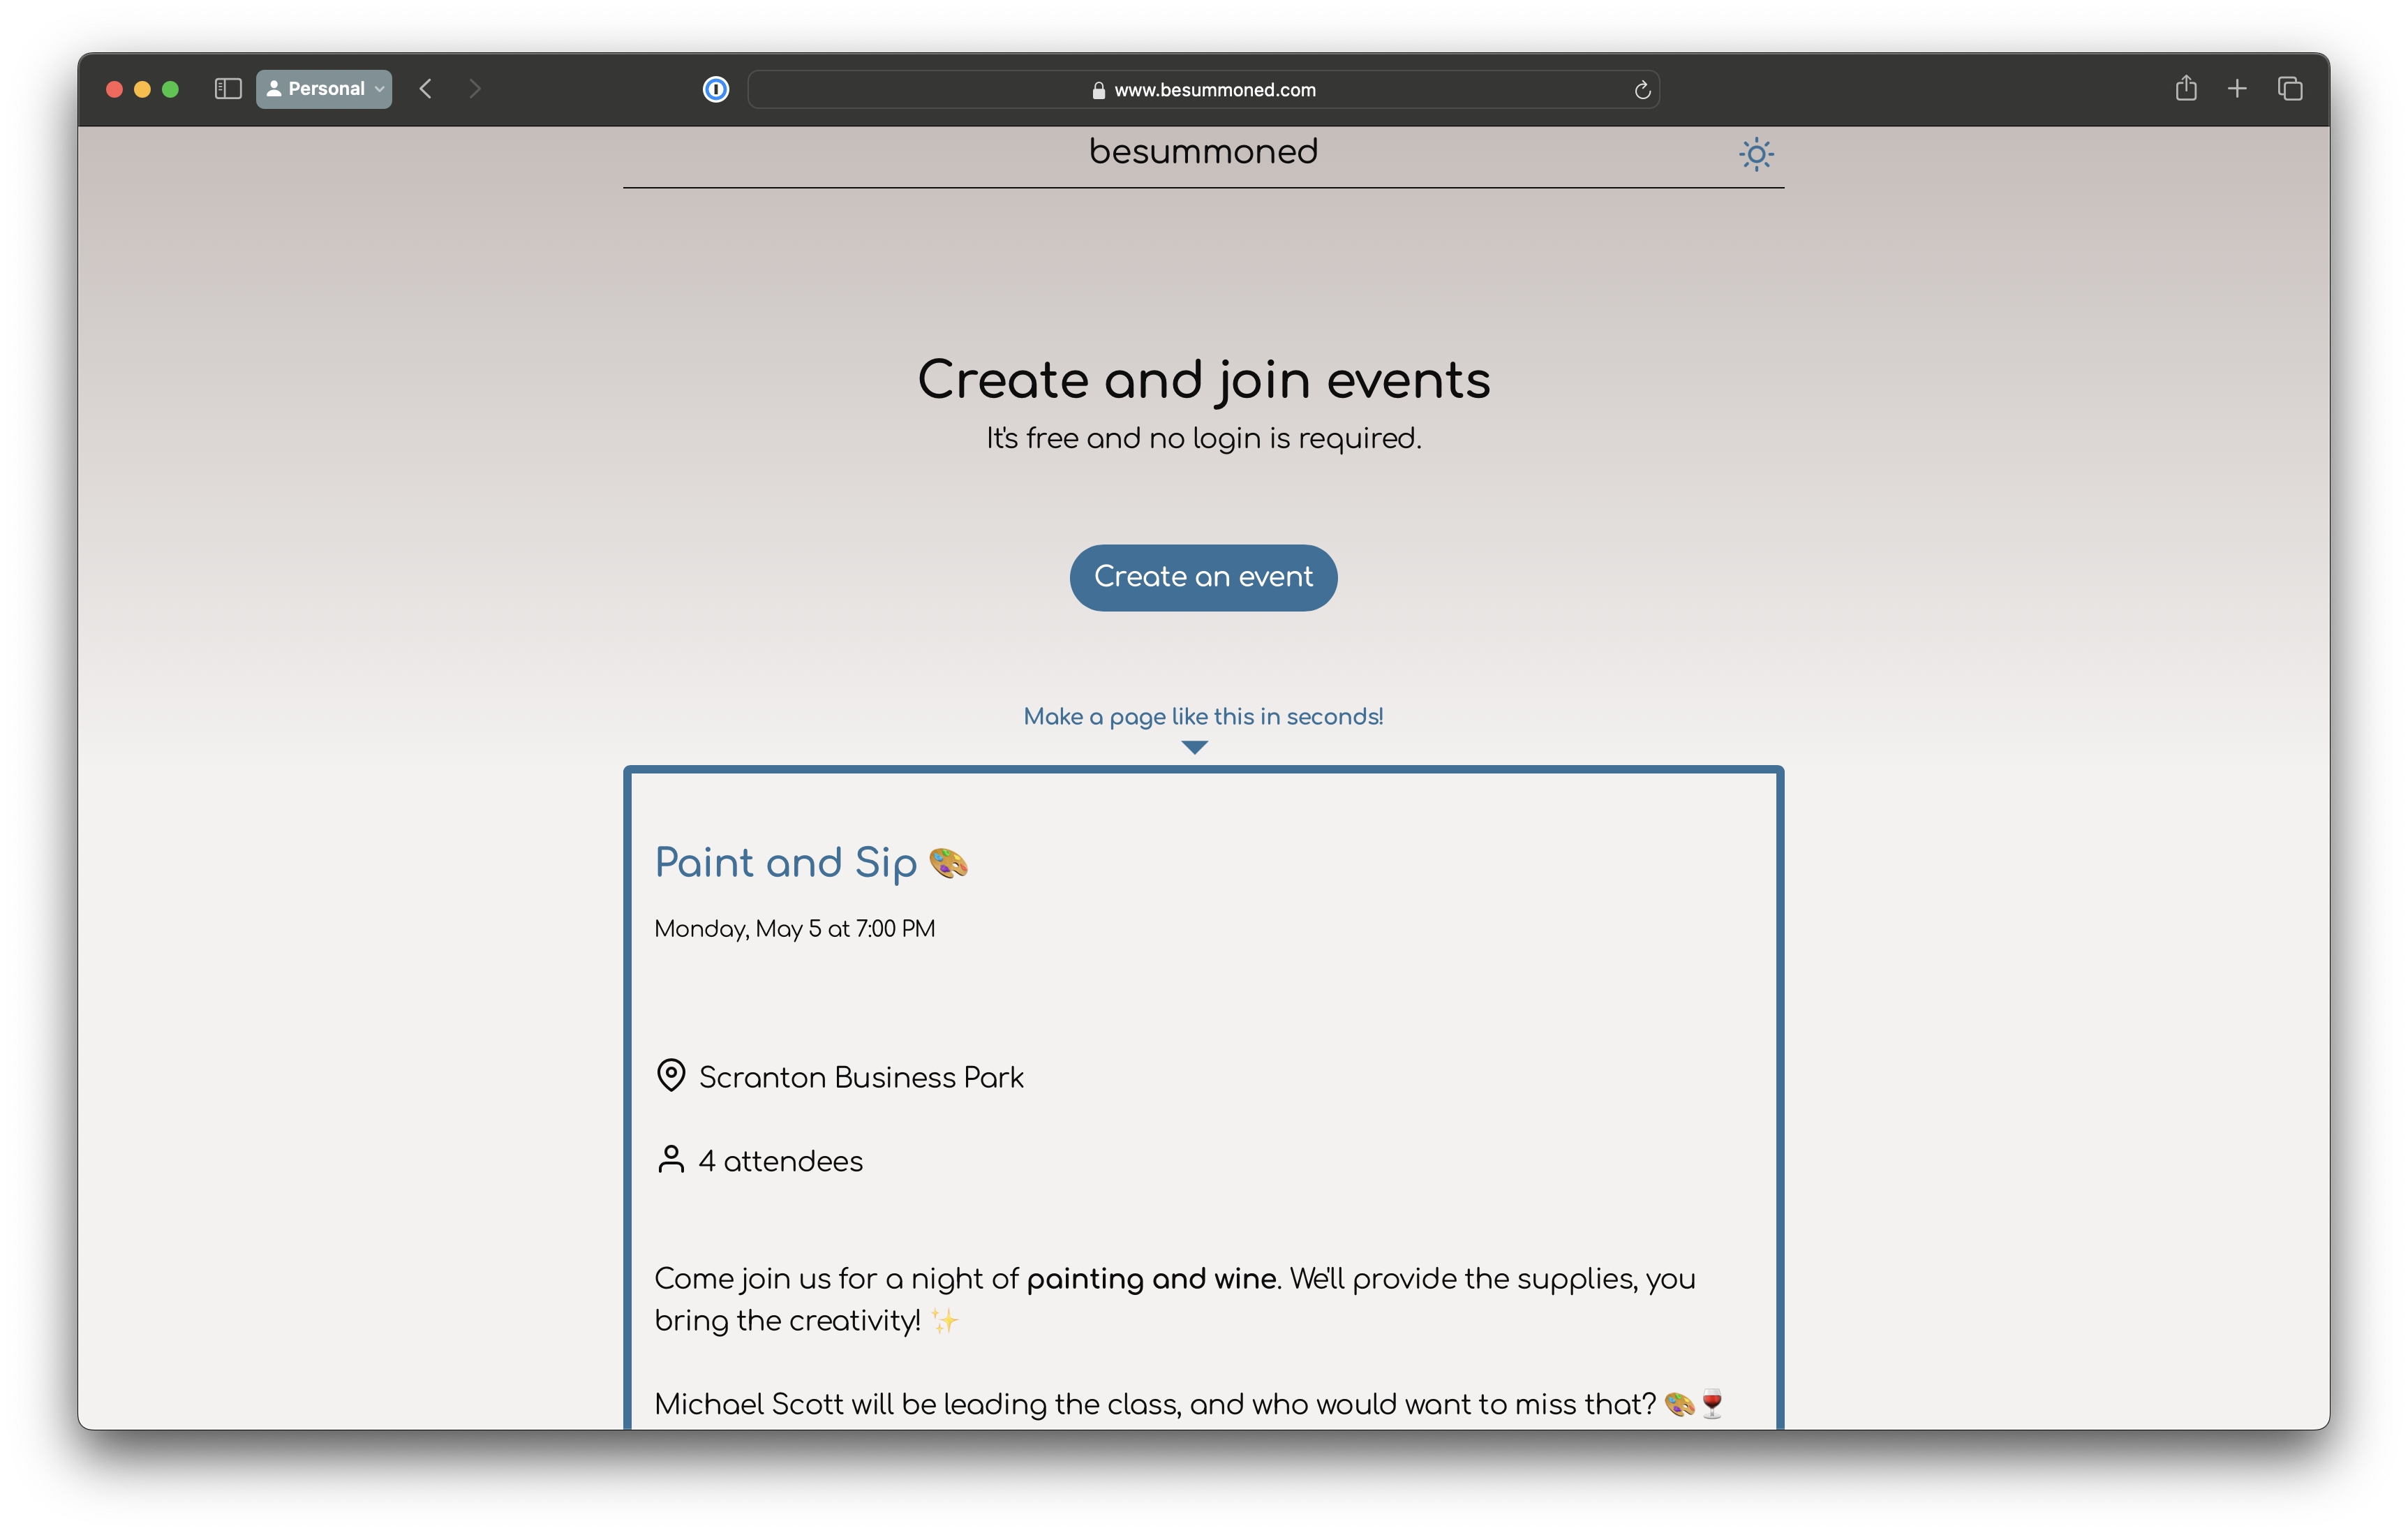 Personal
www.besummoned.com
besummoned
Create and join events
It's free and no login is required.
Create an event
Make a page like this in seconds!
Paint and Sip 🎨
Monday, May 5 at 7:00 PM
Scranton Business Park
4 attendees
Come join us for a night of painting and wine. We'll provide the supplies, you
bring the creativity! ✨
Michael Scott will be leading the class, and who would want to miss that? 🎨🍷